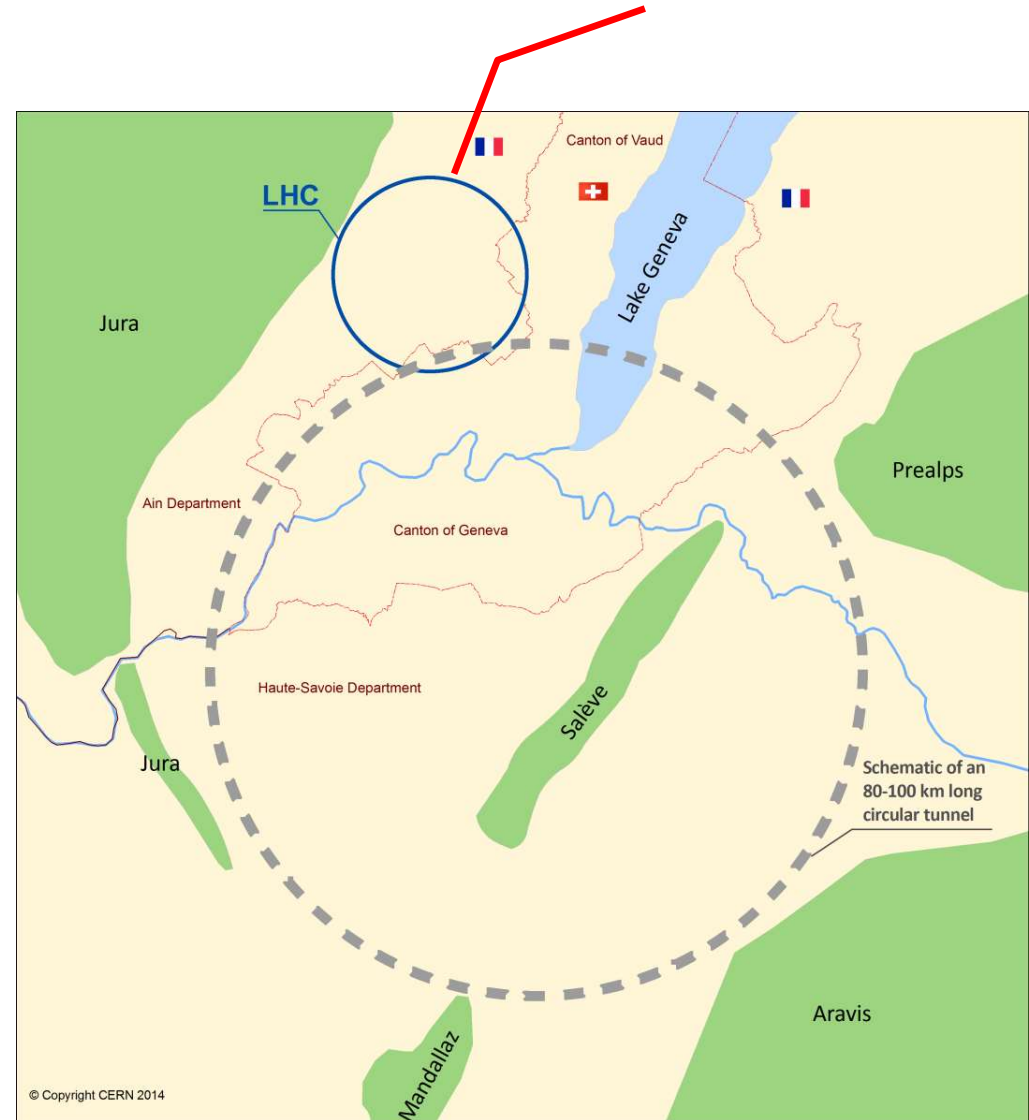 Canton of Vaud
LHC
Lake Geneva
Jura
Prealps
Ain Department
Canton of Geneva
Haute-Savoie Department
Salève
Jura
Schematic of an
80-100 km long
circular tunnel
Aravis
Mandallaz
© Copyright CERN 2014